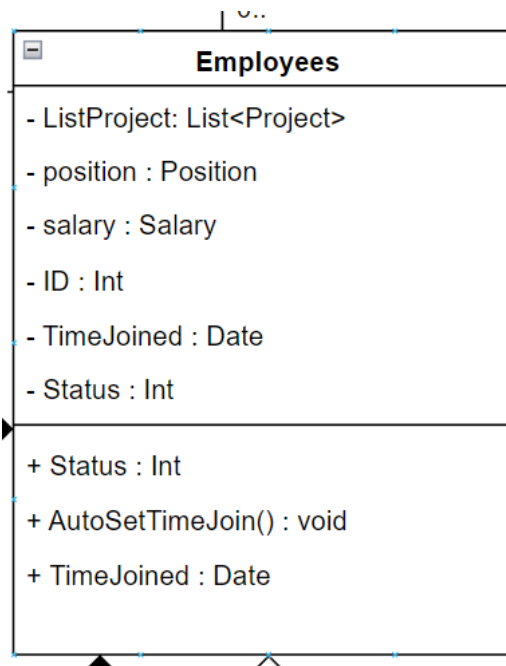 0..
Employees
- ListProject: List<Project>
- position : Position
- salary : Salary
- ID : Int
- TimeJoined : Date
- Status : Int
+ Status : Int
+ AutoSetTimeJoin() : void
+ TimeJoined : Date